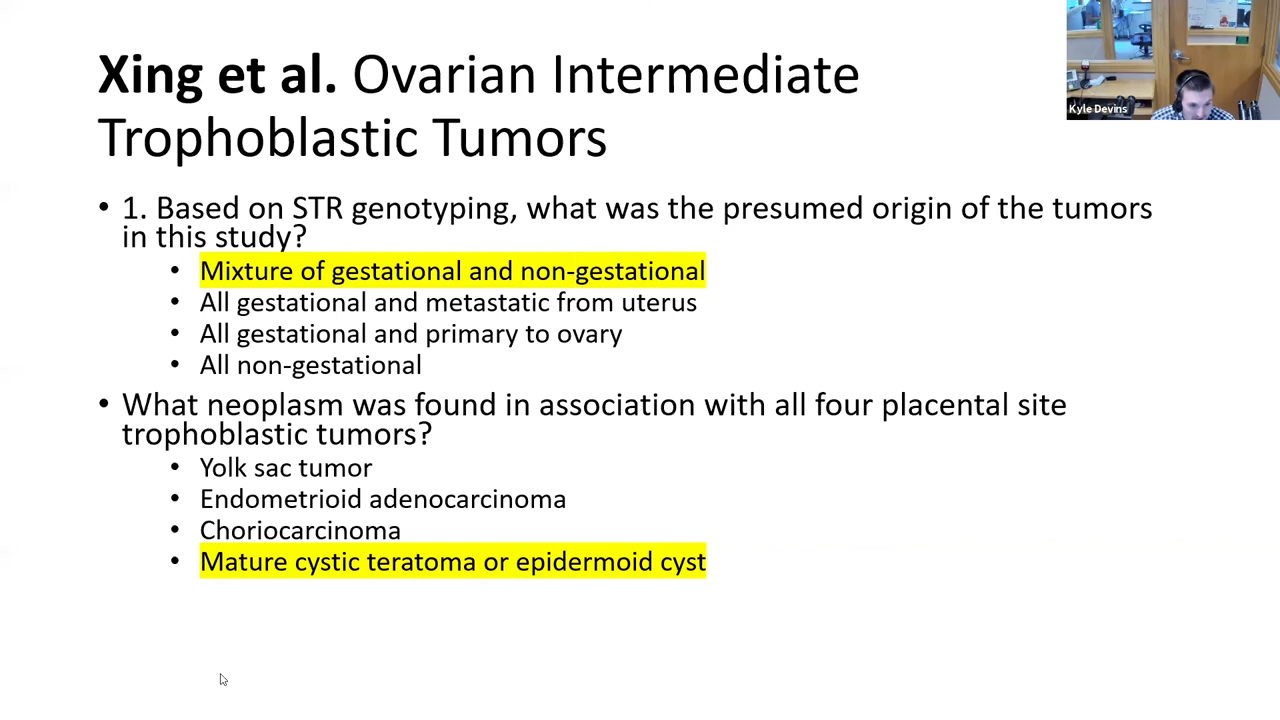 Xing et al. Ovarian Intermediate
Trophoblastic Tumors
Kyle Devins
• 1. Based on STR genotyping, what was the presumed origin of the tumors
in this study?
• Mixture of gestational and non-gestational
• All gestational and metastatic from uterus
• All gestational and primary to ovary
• All non-gestational
• What neoplasm was found in association with all four placental site
trophoblastic tumors?
• Yolk sac tumor
• Endometrioid adenocarcinoma
• Choriocarcinoma
• Mature cystic teratoma or epidermoid cyst